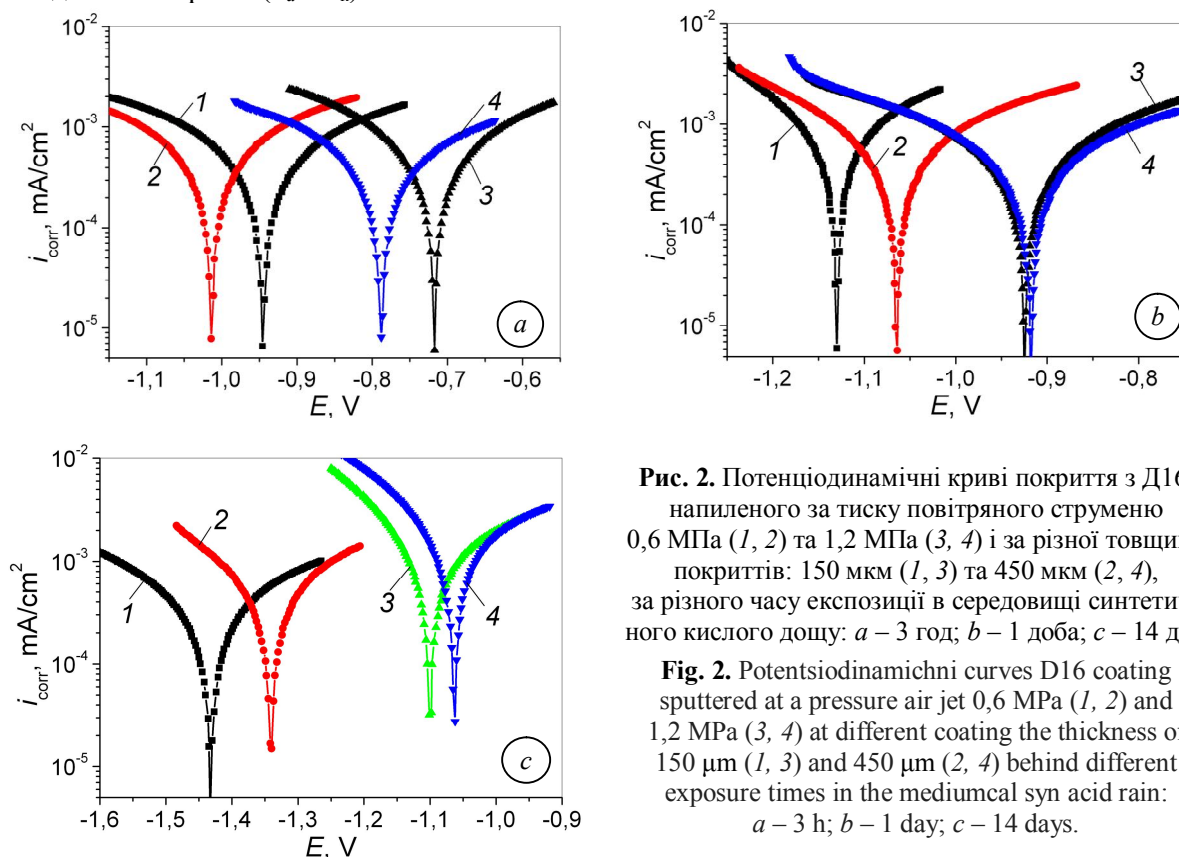 10⁻²
10⁻³
10⁻⁴
10⁻⁵
i_corr, mA/cm²
1
2
4
3
a
-1,1 -1,0 -0,9 -0,8 -0,7 -0,6
E, V
10⁻²
10⁻³
10⁻⁴
10⁻⁵
i_corr, mA/cm²
1
2
3
4
b
-1,2 -1,1 -1,0 -0,9 -0,8
E, V
10⁻²
10⁻³
10⁻⁴
10⁻⁵
i_corr, mA/cm²
1
2
3
4
c
-1,6 -1,5 -1,4 -1,3 -1,2 -1,1 -1,0 -0,9
E, V
Рис. 2. Потенціодинамічні криві покриття з Д16
напиленого за тиску повітряного струменю
0,6 МПа (1, 2) та 1,2 МПа (3, 4) і за різної
покриттів: 150 мкм (1, 3) та 450 мкм (2, 4),
за різного часу експозиції в середовищі
ного кислого дощу: a – 3 год; b – 1 доба; c – 14
Fig. 2. Potentsiodinamichni curves D16 coating
sputtered at a pressure air jet 0,6 MPa (1, 2) and
1,2 MPa (3, 4) at different coating the thickness of
150 μm (1, 3) and 450 μm (2, 4) behind different
exposure times in the mediumcal syn acid rain:
a – 3 h; b – 1 day; c – 14 days.